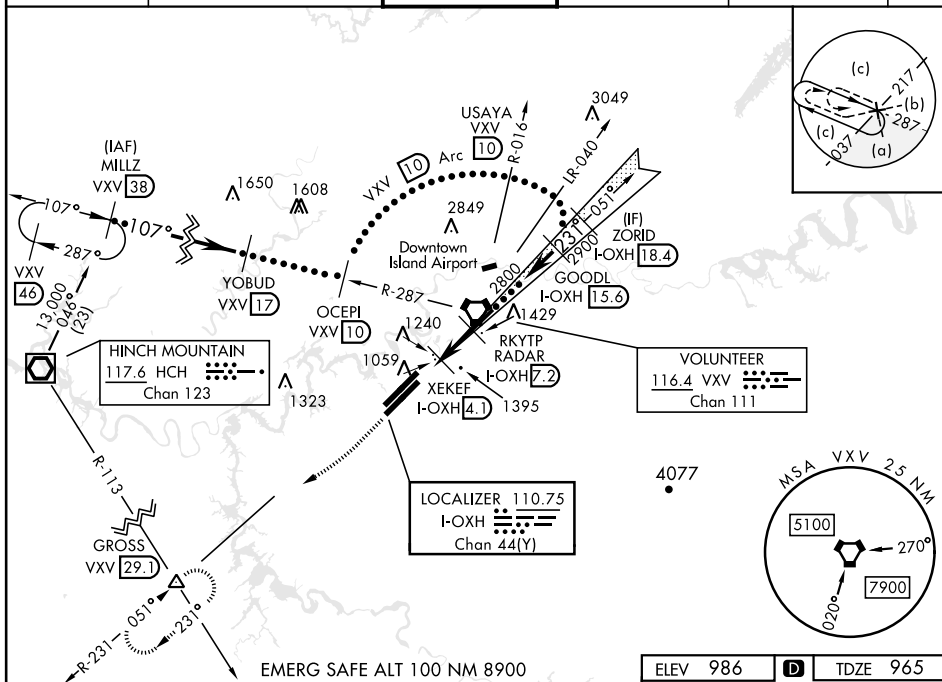 (c)
217
(b)
287
(c)
(a)
037
3049
USAYA
VXV
10
R-016
LR-040
VXV 10 Arc
(IAF)
MILLZ
VXV 38
1650
1608
2849
051°
107°
107°
231°
2900
(IF)
ZORID
I-OXH 18.4
Downtown
Island Airport
2800
GOODL
I-OXH 15.6
287°
VXV
46
YOBUD
VXV 17
R-287
OCEPI
VXV 10
13,000
046°
(23)
1240
1429
RKYTP
RADAR
I-OXH 7.2
1059
HINCH MOUNTAIN
117.6 HCH
Chan 123
VOLUNTEER
116.4 VXV
Chan 111
1323
XEKEF
I-OXH 4.1
1395
R-113
4077
MSA VXV 25 NM
LOCALIZER 110.75
I-OXH
Chan 44(Y)
5100
270°
7900
020°
GROSS
VXV 29.1
051°
231°
R-231
EMERG SAFE ALT 100 NM 8900
ELEV 986
D
TDZE 965